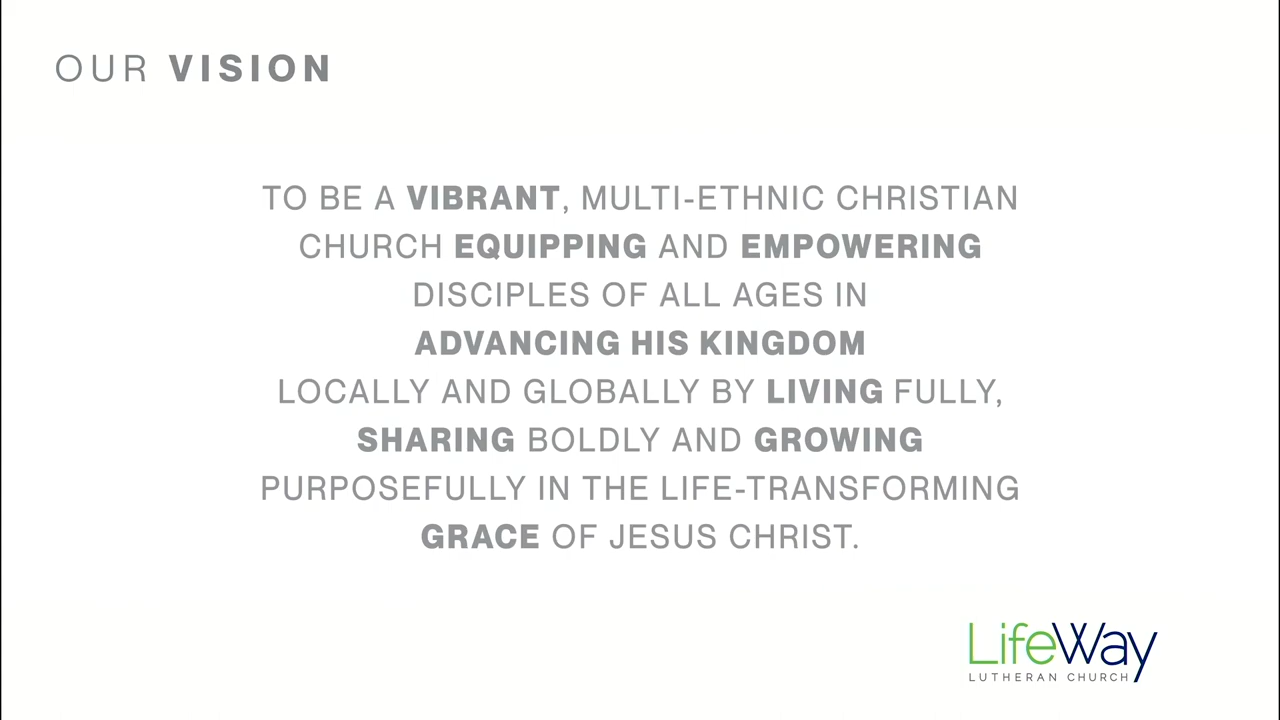 OUR VISION
TO BE A VIBRANT, MULTI-ETHNIC CHRISTIAN
CHURCH EQUIPPING AND EMPOWERING
DISCIPLES OF ALL AGES IN
ADVANCING HIS KINGDOM
LOCALLY AND GLOBALLY BY LIVING FULLY,
SHARING BOLDLY AND GROWING
PURPOSEFULLY IN THE LIFE-TRANSFORMING
GRACE OF JESUS CHRIST.
LifeWay
LUTHERAN CHURCH